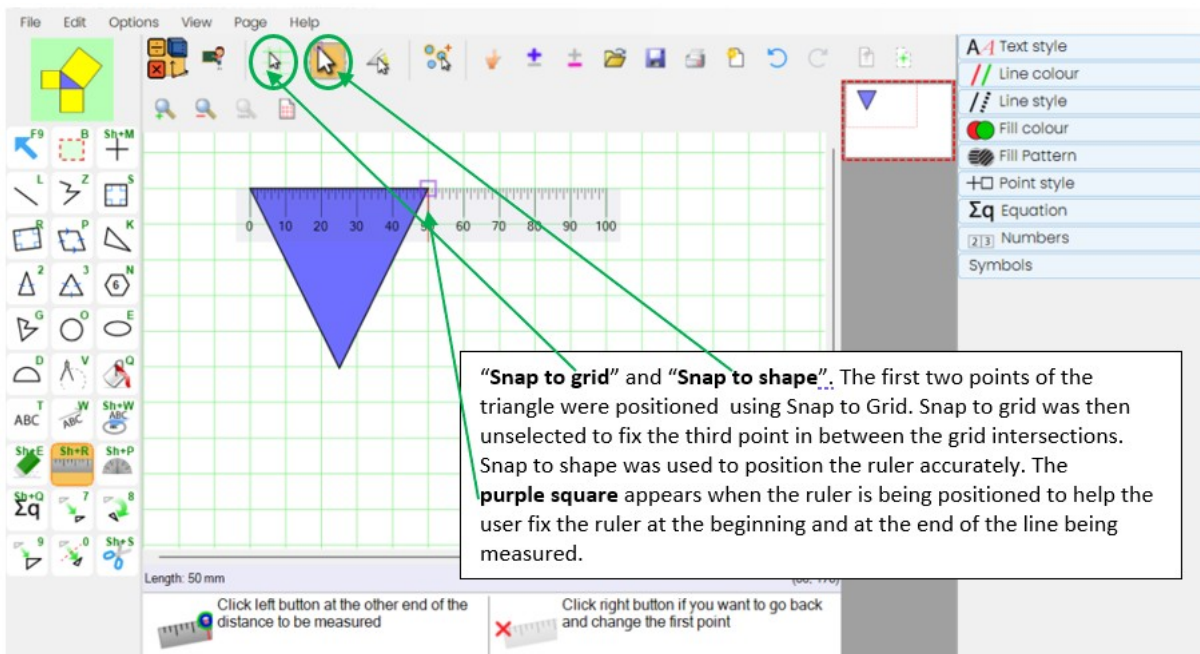 File Edit Options View Page Help
F9 B Sh+M
L Z S
R P K
2 3 N
6
G O E
D V Q
T W Sh+W
ABC ABC ABC
Sh+E Sh+R Sh+P
Sh+Q 7 8
Σq
9 0 Sh+S
0 10 20 30 40 60 70 80 90 100
AA Text style
Line colour
Line style
Fill colour
Fill Pattern
Point style
Σq Equation
2 3 Numbers
Symbols
“Snap to grid” and “Snap to shape”. The first two points of the
triangle were positioned using Snap to Grid. Snap to grid was then
unselected to fix the third point in between the grid intersections.
Snap to shape was used to position the ruler accurately. The
purple square appears when the ruler is being positioned to help the
user fix the ruler at the beginning and at the end of the line being
measured.
Length: 50 mm
Click left button at the other end of the
distance to be measured
Click right button if you want to go back
and change the first point